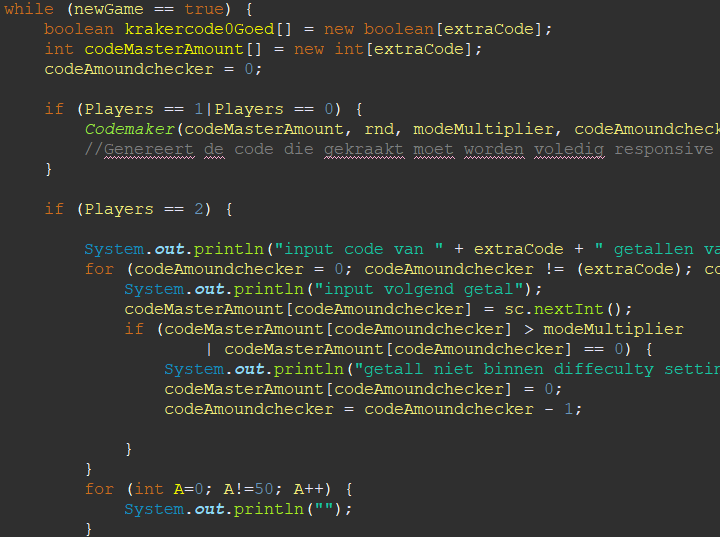 while (newGame == true) {
boolean krakercode0Goed[] = new boolean[extraCode];
int codeMasterAmount[] = new int[extraCode];
codeAmoundchecker = 0;
if (Players == 1|Players == 0) {
Codemaker(codeMasterAmount, rnd, modeMultiplier, codeAmoundcheck
//Genereert de code die gekraakt moet worden voledig responsive
}
if (Players == 2) {
System.out.println("input code van " + extraCode + " getallen va
for (codeAmoundchecker = 0; codeAmoundchecker != (extraCode); co
System.out.println("input volgend getal");
codeMasterAmount[codeAmoundchecker] = sc.nextInt();
if (codeMasterAmount[codeAmoundchecker] > modeMultiplier
| codeMasterAmount[codeAmoundchecker] == 0) {
System.out.println("getall niet binnen diffeculty settin
codeMasterAmount[codeAmoundchecker] = 0;
codeAmoundchecker = codeAmoundchecker - 1;
}
}
for (int A=0; A!=50; A++) {
System.out.println("");
}